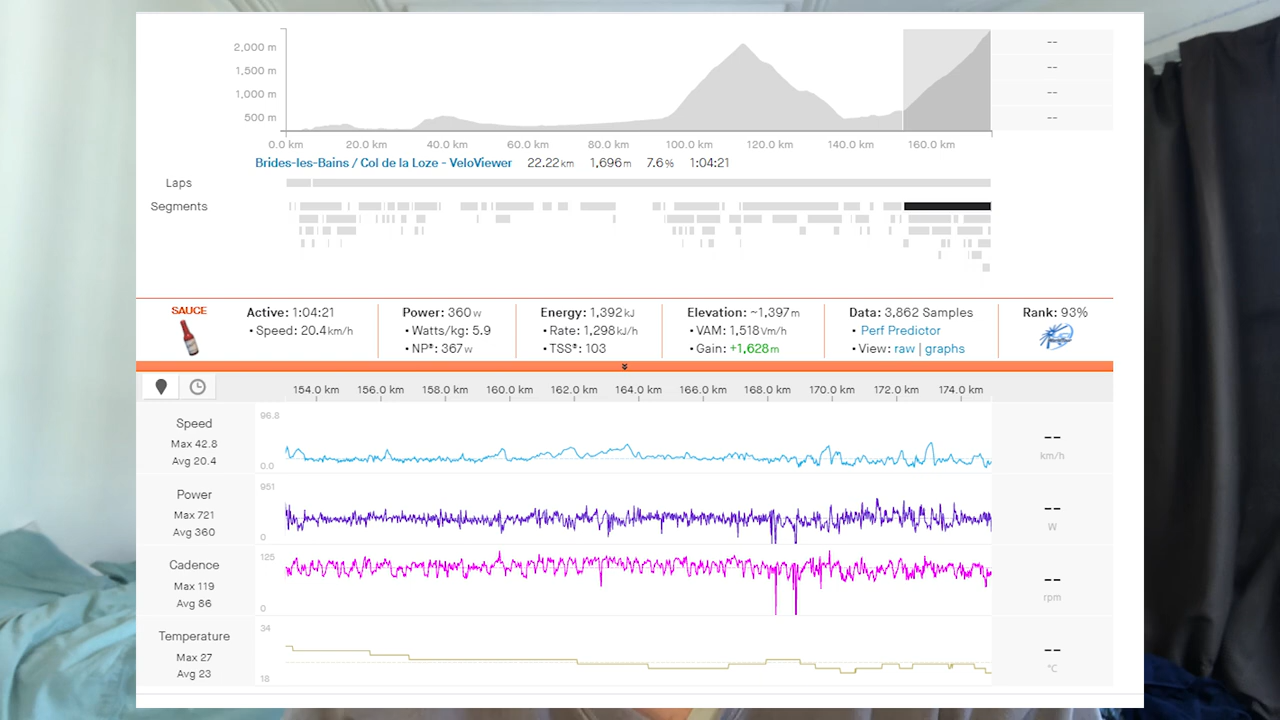 2,000 m
1,500 m
1,000 m
500 m
--
--
--
--
0.0 km 20.0 km 40.0 km 60.0 km 80.0 km 100.0 km 120.0 km 140.0 km 160.0 km
Brides-les-Bains / Col de la Loze - VeloViewer 22.22 km 1,696 m 7.6 % 1:04:21
Laps
Segments
SAUCE
Active: 1:04:21
• Speed: 20.4 km/h
Power: 360 w
• Watts/kg: 5.9
• NP®: 367 w
Energy: 1,392 kJ
• Rate: 1,298 kJ/h
• TSS®: 103
Elevation: ~1,397 m
• VAM: 1,518 Vm/h
• Gain: +1,628 m
Data: 3,862 Samples
• Perf Predictor
• View: raw | graphs
Rank: 93%
154.0 km 156.0 km 158.0 km 160.0 km 162.0 km 164.0 km 166.0 km 168.0 km 170.0 km 172.0 km 174.0 km
Speed
Max 42.8
Avg 20.4
96.8
0.0
--
km/h
Power
Max 721
Avg 360
951
0
--
W
Cadence
Max 119
Avg 86
125
0
--
rpm
Temperature
Max 27
Avg 23
34
18
--
°C